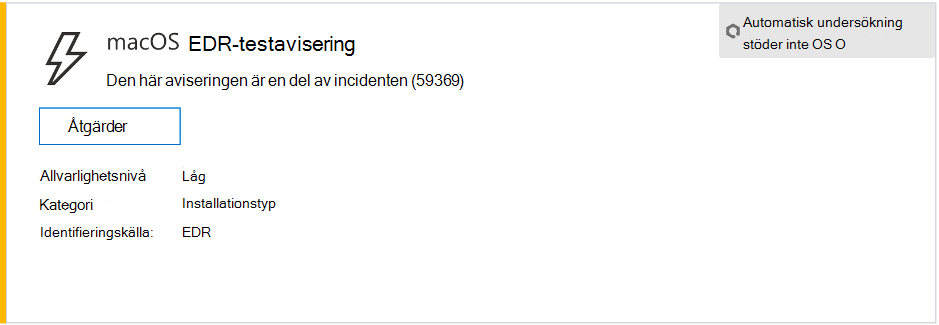 macOS EDR-testavisering
Automatisk undersökning
stöder inte OS O
Den här aviseringen är en del av incidenten (59369)
Åtgärder
Allvarlighetsnivå Låg
Kategori Installationstyp
Identifieringskälla: EDR